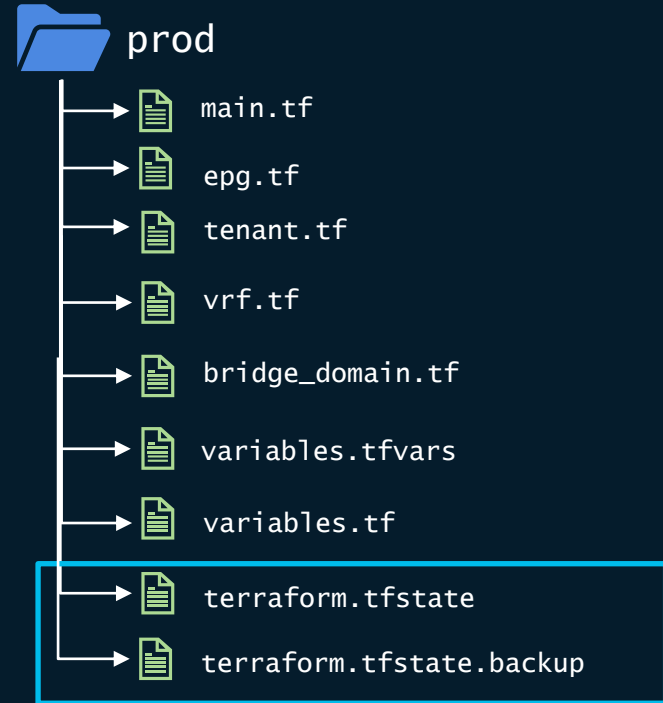 prod
main.tf
epg.tf
tenant.tf
vrf.tf
bridge_domain.tf
variables.tfvars
variables.tf
terraform.tfstate
terraform.tfstate.backup